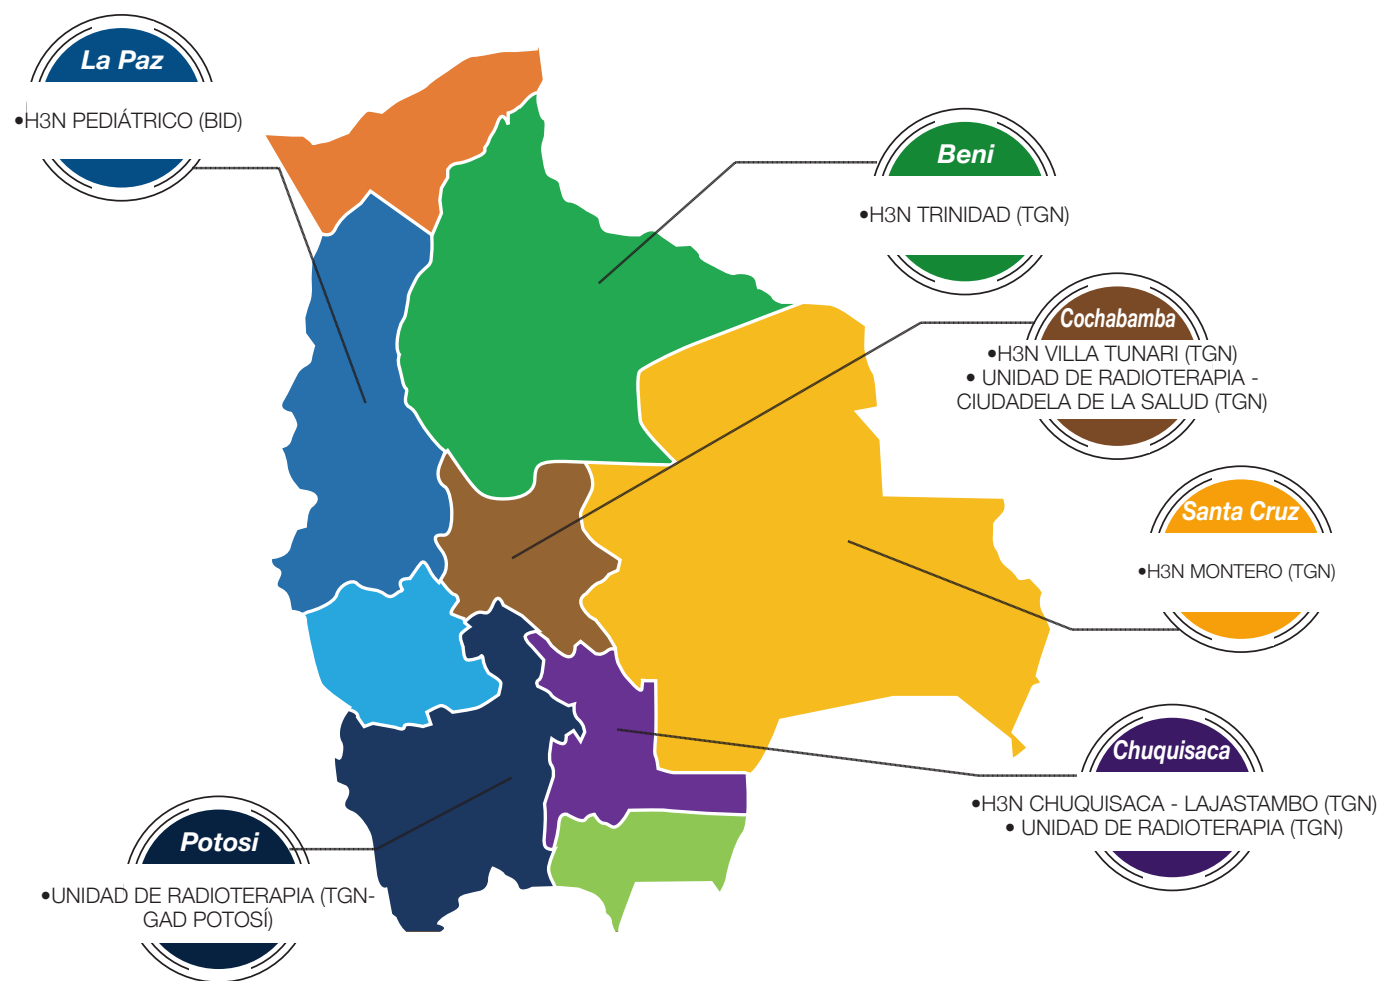 La Paz
•H3N PEDIÁTRICO (BID)
Beni
•H3N TRINIDAD (TGN)
Cochabamba
•H3N VILLA TUNARI (TGN)
• UNIDAD DE RADIOTERAPIA -
CIUDADELA DE LA SALUD (TGN)
Santa Cruz
•H3N MONTERO (TGN)
Chuquisaca
•H3N CHUQUISACA - LAJASTAMBO (TGN)
• UNIDAD DE RADIOTERAPIA (TGN)
Potosi
•UNIDAD DE RADIOTERAPIA (TGN-
GAD POTOSÍ)